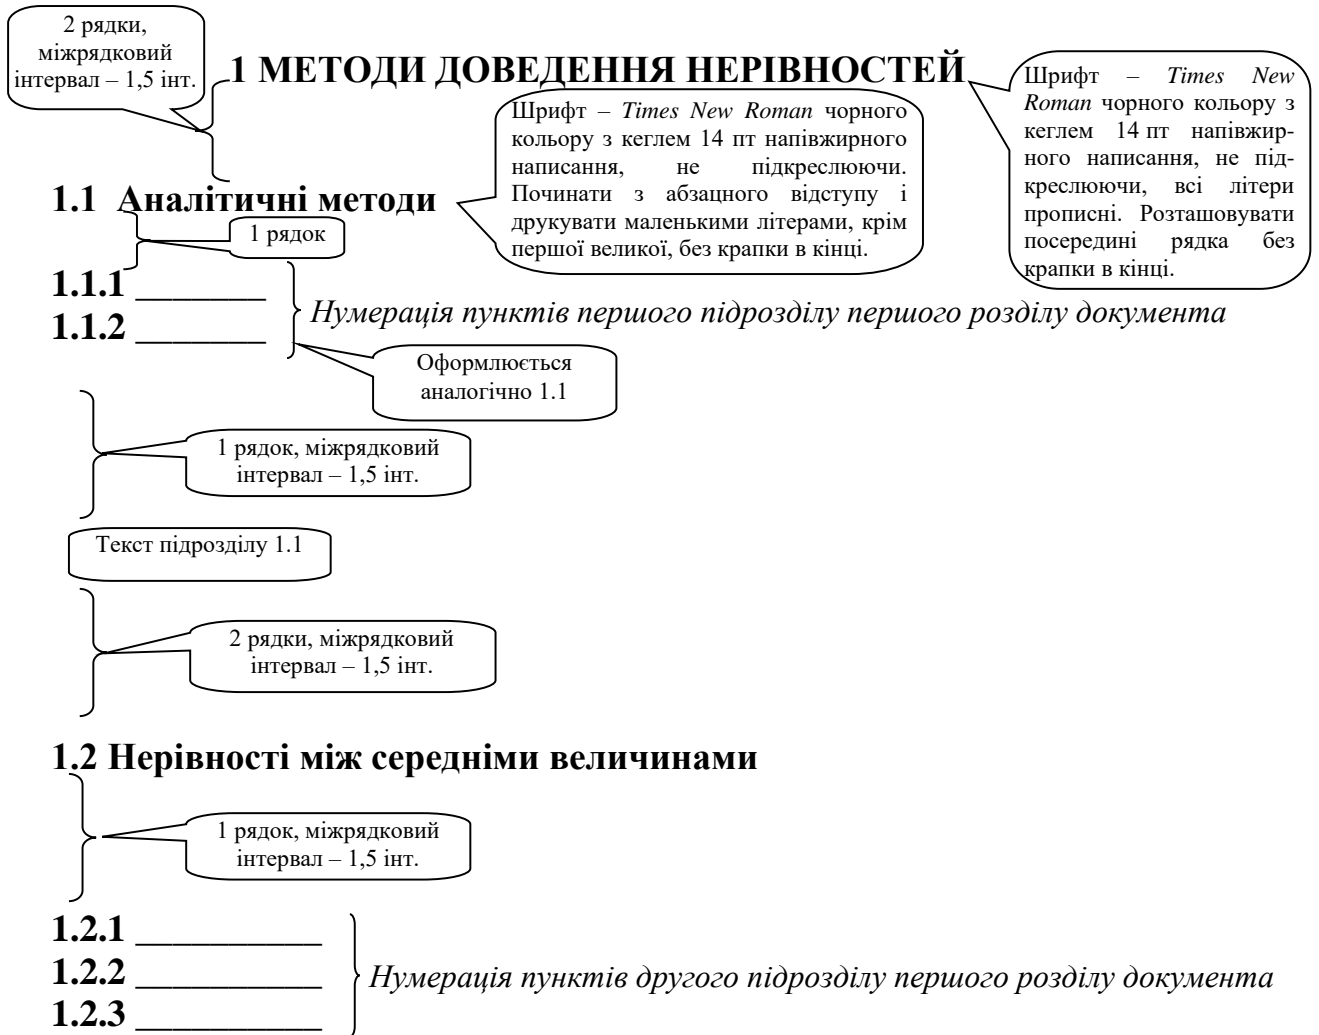 2 рядки,
міжрядковий
інтервал – 1,5 інт.
1 МЕТОДИ ДОВЕДЕННЯ НЕРІВНОСТЕЙ
Шрифт – Times New
Roman чорного кольору з
кеглем 14 пт напівжир-
ного написання, не під-
креслюючи, всі літери
прописні. Розташовувати
посередині рядка без
крапки в кінці.
Шрифт – Times New Roman чорного
кольору з кеглем 14 пт напівжирного
написання, не підкреслюючи.
Починати з абзацного відступу і
друкувати маленькими літерами, крім
першої великої, без крапки в кінці.
1.1 Аналітичні методи
1 рядок
1.1.1 _______
1.1.2 _______
Нумерація пунктів першого підрозділу першого розділу документа
Оформлюється
аналогічно 1.1
1 рядок, міжрядковий
інтервал – 1,5 інт.
Текст підрозділу 1.1
2 рядки, міжрядковий
інтервал – 1,5 інт.
1.2 Нерівності між середніми величинами
1 рядок, міжрядковий
інтервал – 1,5 інт.
1.2.1 __________
1.2.2 __________
1.2.3 __________
Нумерація пунктів другого підрозділу першого розділу документа